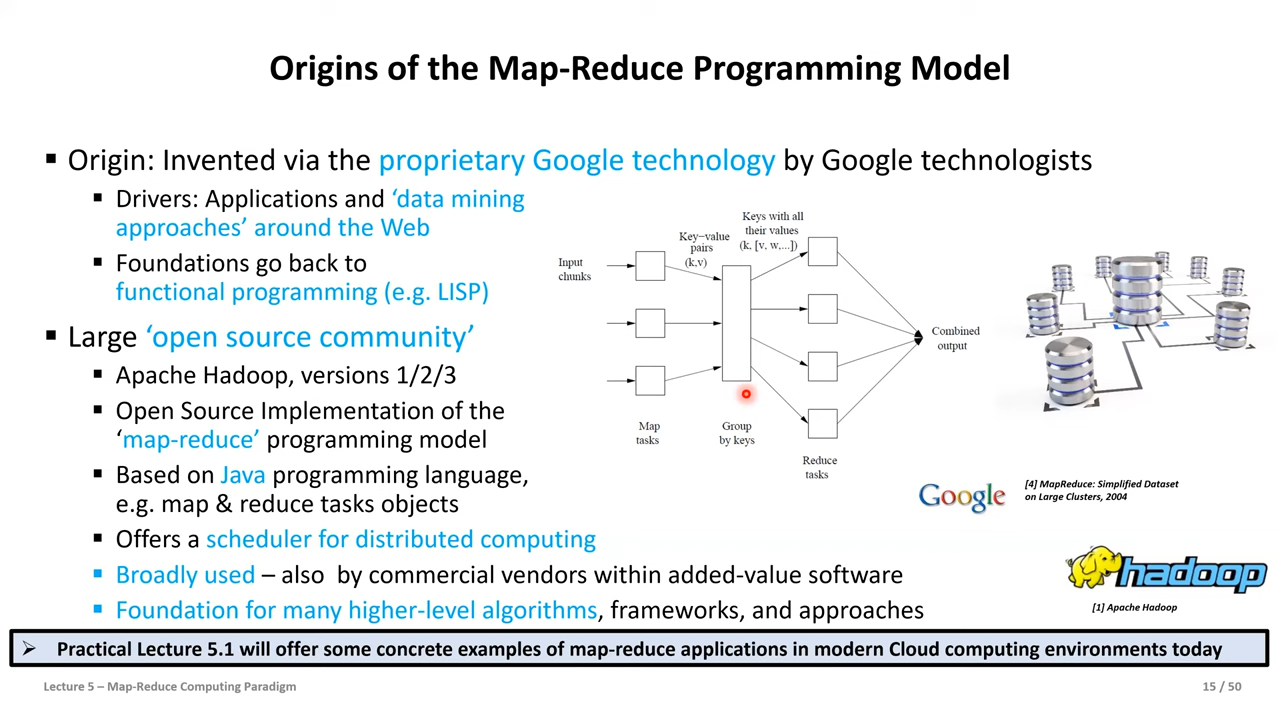 Origins of the Map-Reduce Programming Model
▪ Origin: Invented via the proprietary Google technology by Google technologists
▪ Drivers: Applications and ‘data mining
approaches’ around the Web
▪ Foundations go back to
functional programming (e.g. LISP)
▪ Large ‘open source community’
▪ Apache Hadoop, versions 1/2/3
▪ Open Source Implementation of the
‘map-reduce’ programming model
▪ Based on Java programming language,
e.g. map & reduce tasks objects
▪ Offers a scheduler for distributed computing
▪ Broadly used – also by commercial vendors within added-value software
▪ Foundation for many higher-level algorithms, frameworks, and approaches
Input
chunks
Key–value
pairs
(k,v)
Keys with all
their values
(k, [v, w,...])
Combined
output
Map
tasks
Group
by keys
Reduce
tasks
Google
[4] MapReduce: Simplified Dataset
on Large Clusters, 2004
hadoop
[1] Apache Hadoop
➢ Practical Lecture 5.1 will offer some concrete examples of map-reduce applications in modern Cloud computing environments today
Lecture 5 – Map-Reduce Computing Paradigm
15 / 50